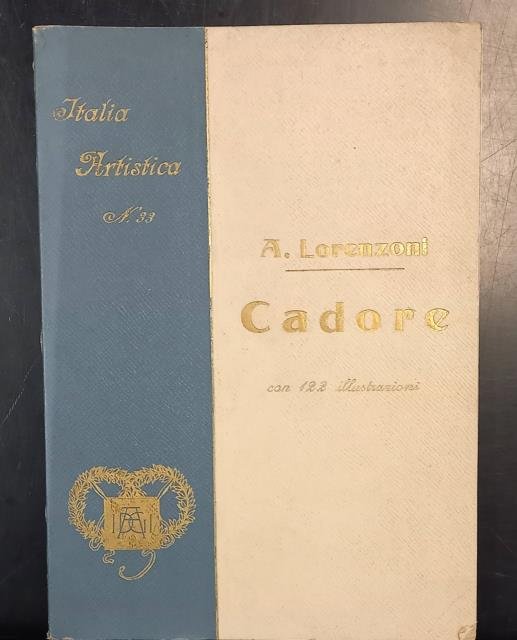 Italia
Artistica
N. 33
A. Lorenzoni
Cadore
con 122 illustrazioni